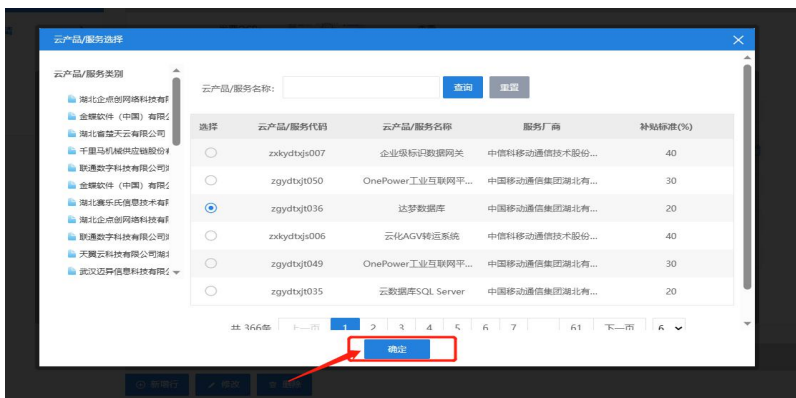 云产品/服务选择
云产品/服务类别
湖北企点创网络科技有
金蝶软件（中国）有限
湖北省楚天云有限公司
千里马机械供应链股份
联通数字科技有限公司
金蝶软件（中国）有限
湖北赛乐氏信息技术有
湖北企点创网络科技有
联通数字科技有限公司
天翼云科技有限公司湖
武汉迈异信息科技有限
云产品/服务名称: 查询 重置
选择 云产品/服务代码 云产品/服务名称 服务厂商 补贴标准(%)
zxkydtxjs007 企业级标识数据网关 中信科移动通信技术股份... 40
zgydtxjt050 OnePower工业互联网平... 中国移动通信集团湖北有... 30
zgydtxjt036 达梦数据库 中国移动通信集团湖北有... 20
zxkydtxjs006 云化AGV转运系统 中信科移动通信技术股份... 40
zgydtxjt049 OnePower工业互联网平... 中国移动通信集团湖北有... 30
zgydtxjt035 云数据库SQL Server 中国移动通信集团湖北有... 20
共 366条 上一页 1 2 3 4 5 6 7 ... 61 下一页 6
确定
新增行 修改 删除